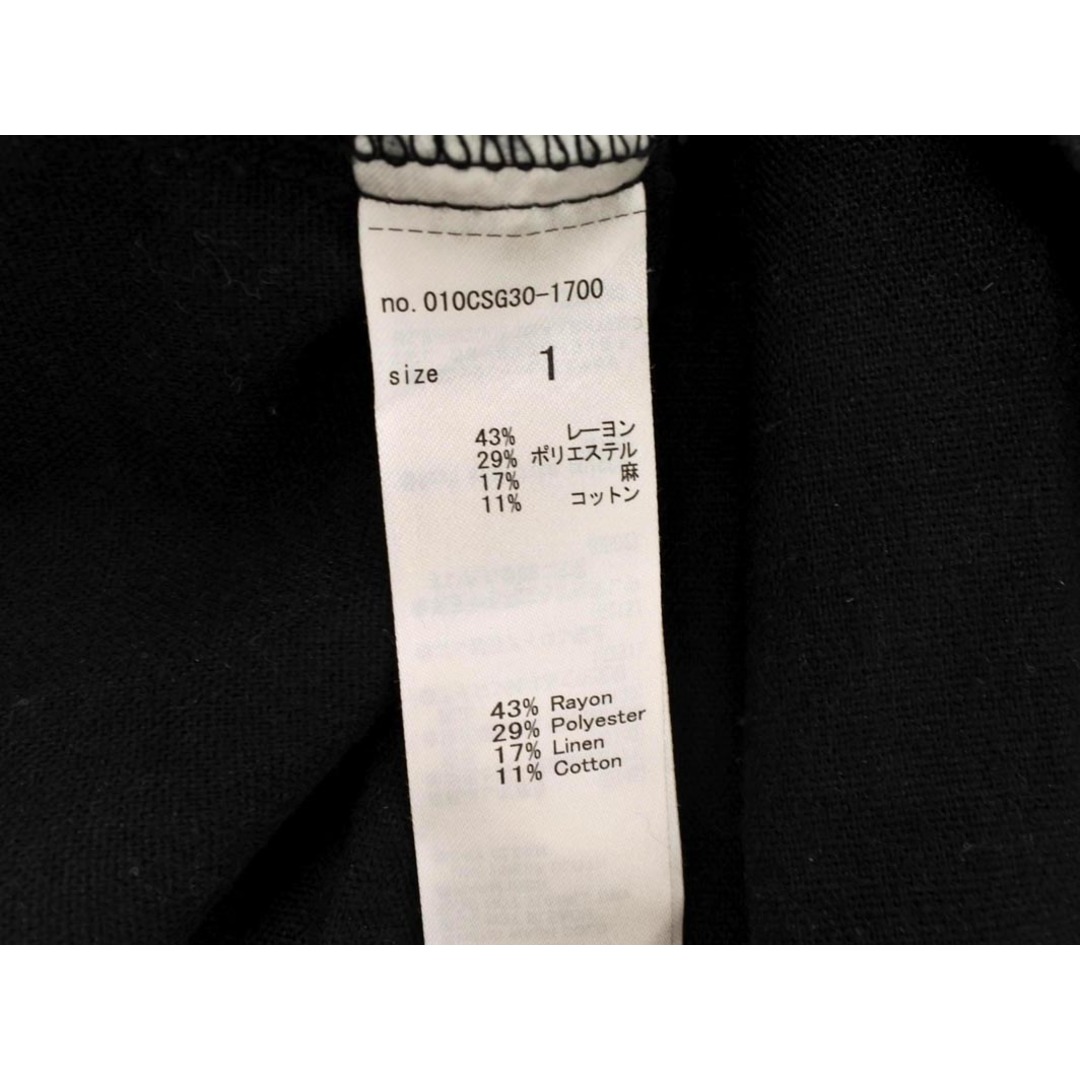 no. 010CSG30-1700
size 1
43% レーヨン
29% ポリエステル
17% 麻
11% コットン
43% Rayon
29% Polyester
17% Linen
11% Cotton